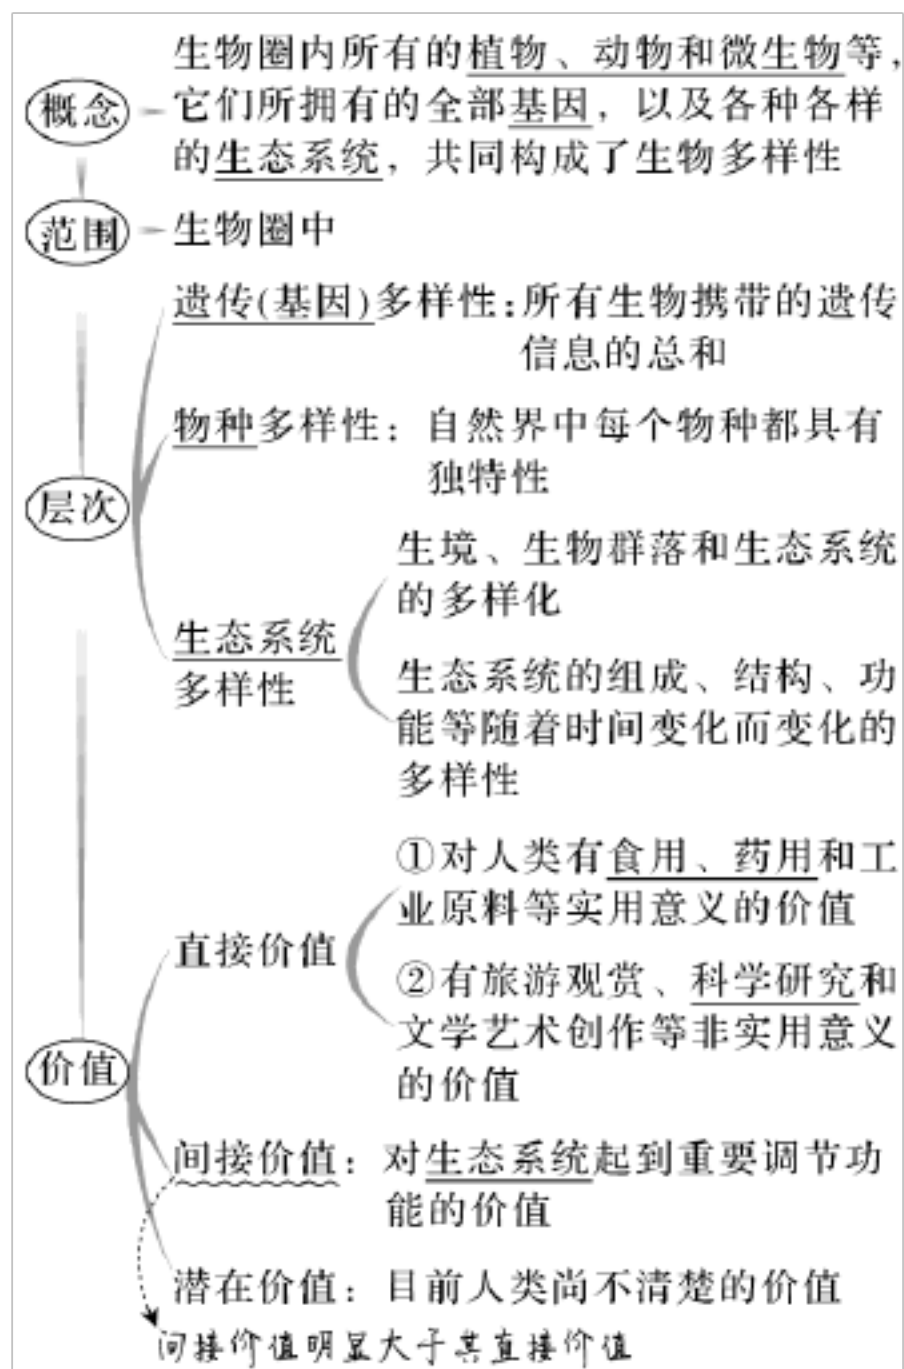 生物圈内所有的植物、动物和微生物等,
概念
它们所拥有的全部基因,以及各种各样
的生态系统,共同构成了生物多样性
范围
生物圈中
遗传(基因)多样性:所有生物携带的遗传
信息的总和
物种多样性:自然界中每个物种都具有
独特性
层次
生境、生物群落和生态系统
的多样化
生态系统
多样性
生态系统的组成、结构、功
能等随着时间变化而变化的
多样性
①对人类有食用、药用和工
业原料等实用意义的价值
直接价值
②有旅游观赏、科学研究和
文学艺术创作等非实用意义
的价值
价值
间接价值:对生态系统起到重要调节功
能的价值
潜在价值:目前人类尚不清楚的价值
间接价值明显大于其直接价值